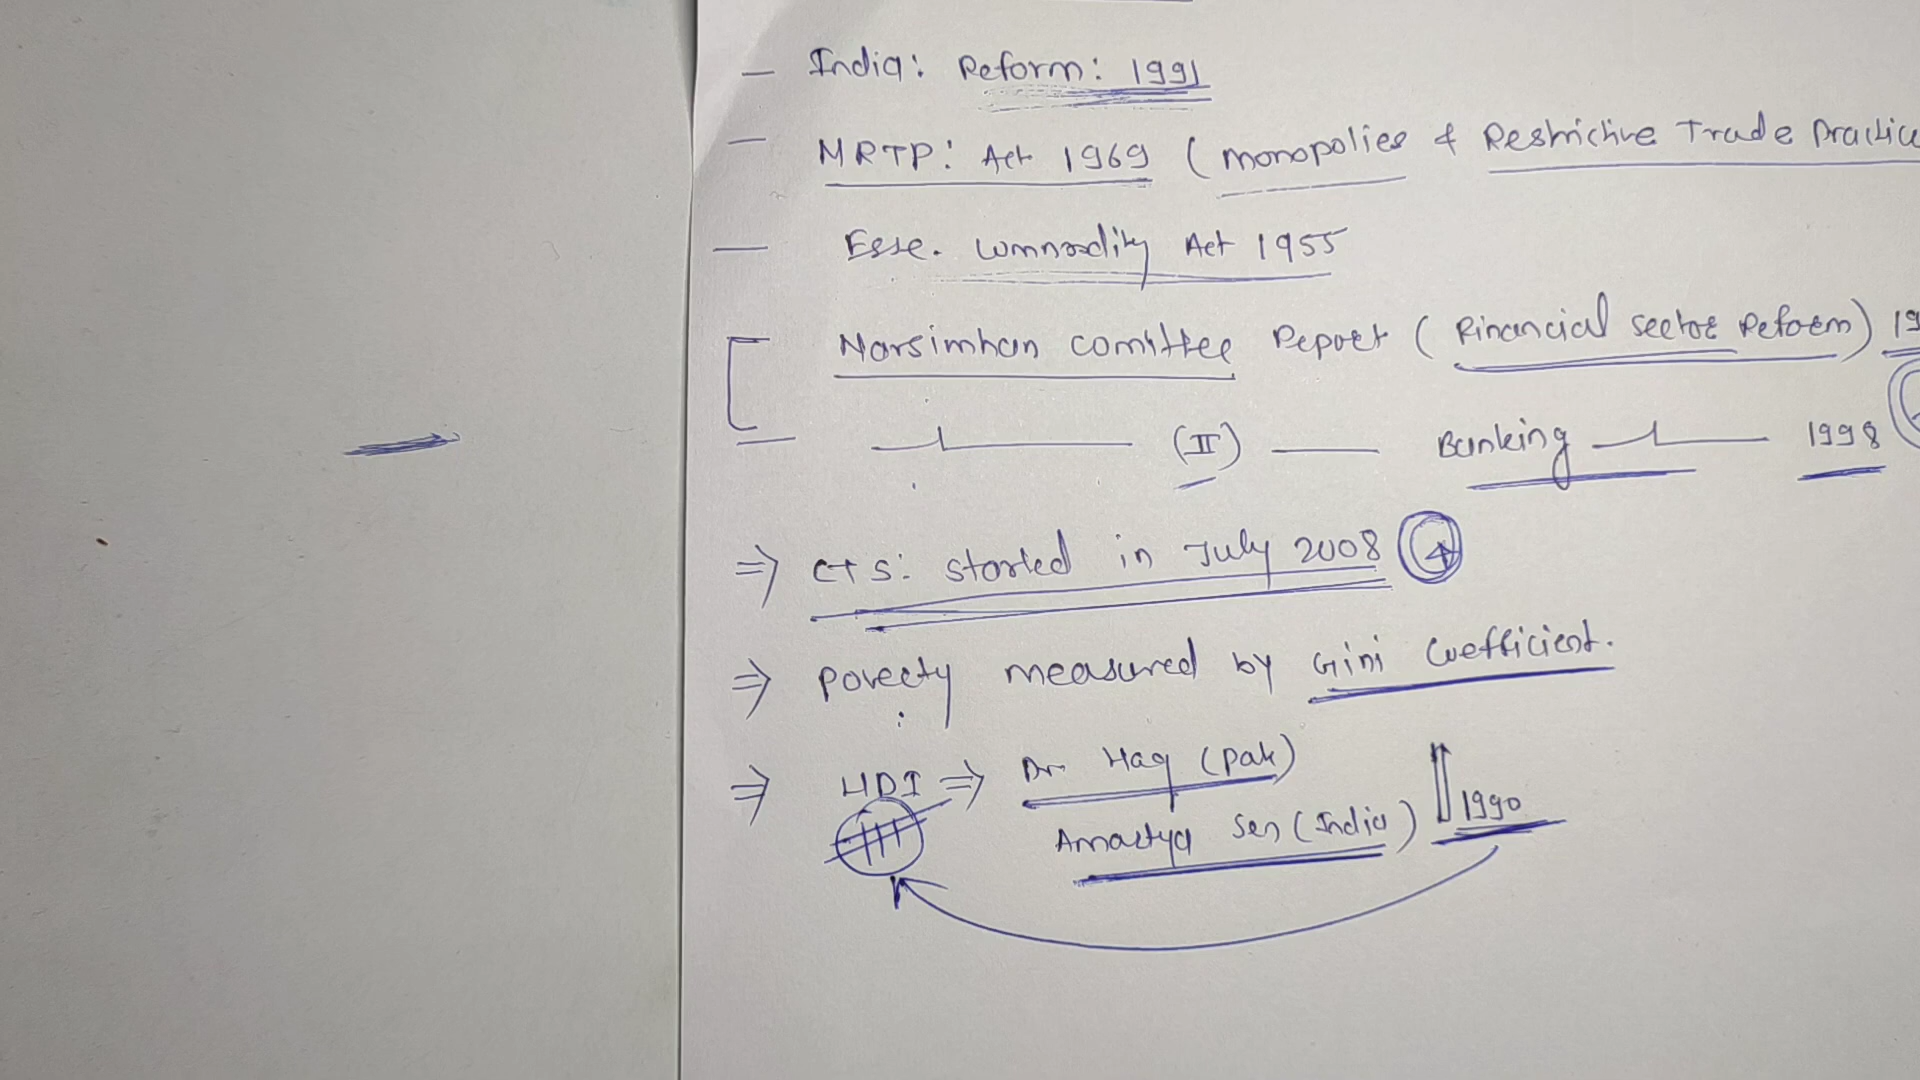 — India: Reform: 1991
— MRTP: Act 1969 (Monopolies & Restrictive Trade Practice
— Esse. Commodity Act 1955
Narsimhan comittee Report (Financial sector Reform) 19
— (II) — Banking — 1998
⇒ CTS: started in July 2008
⇒ Poverty measured by Gini Coefficient.
⇒ HDI ⇒ Dr. Haq (Pak)
Amartya Sen (India) 1990